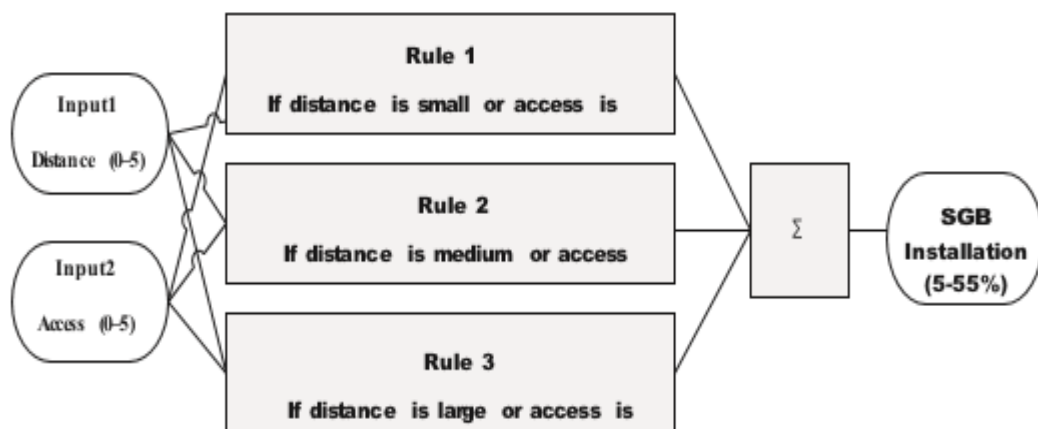 Input1
Distance (0-5)
Input2
Access (0-5)
Rule 1
If distance is small or access is
Rule 2
If distance is medium or access
Rule 3
If distance is large or access is
Σ
SGB
Installation
(5-55%)